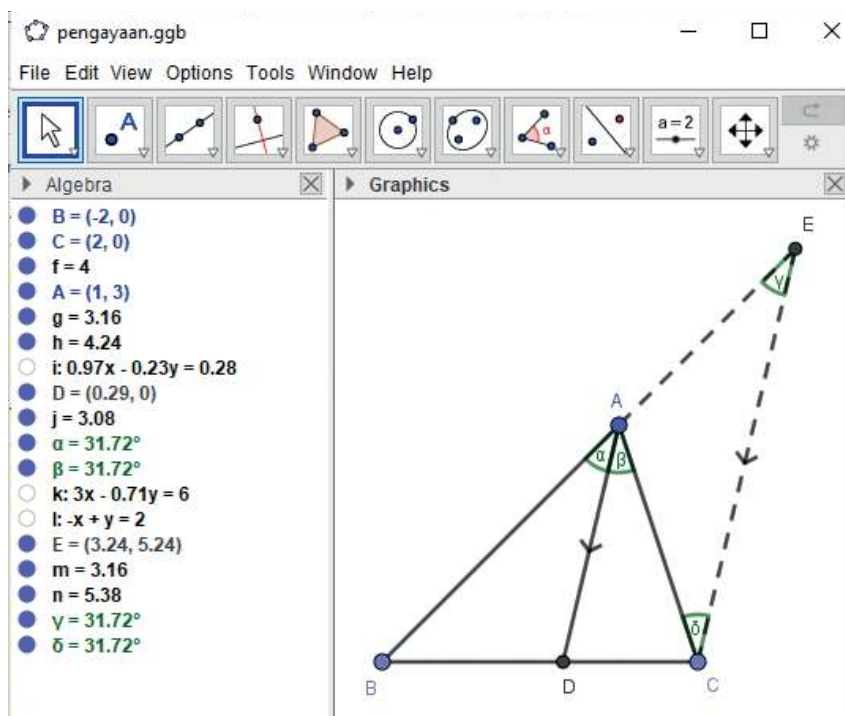 pengayaan.ggb
File Edit View Options Tools Window Help
A
α
a = 2
Algebra
Graphics
B = (-2, 0)
C = (2, 0)
f = 4
A = (1, 3)
g = 3.16
h = 4.24
i: 0.97x - 0.23y = 0.28
D = (0.29, 0)
j = 3.08
α = 31.72°
β = 31.72°
k: 3x - 0.71y = 6
l: -x + y = 2
E = (3.24, 5.24)
m = 3.16
n = 5.38
γ = 31.72°
δ = 31.72°
E
γ
A
α β
δ
B D C